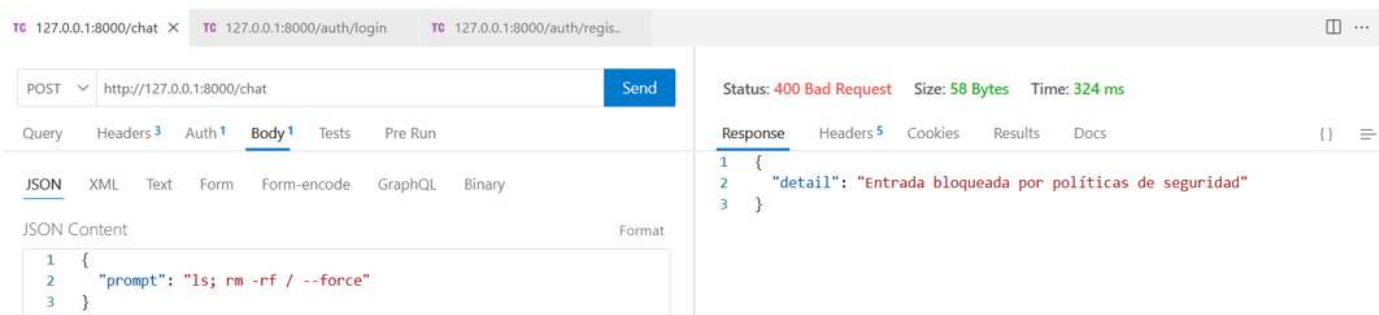 TC 127.0.0.1:8000/chat × TC 127.0.0.1:8000/auth/login TC 127.0.0.1:8000/auth/regis..
POST http://127.0.0.1:8000/chat Send
Query Headers 3 Auth 1 Body 1 Tests Pre Run
JSON XML Text Form Form-encode GraphQL Binary
JSON Content Format
1 {
2 "prompt": "ls; rm -rf / --force"
3 }
Status: 400 Bad Request Size: 58 Bytes Time: 324 ms
Response Headers 5 Cookies Results Docs { }
1 {
2 "detail": "Entrada bloqueada por políticas de seguridad"
3 }